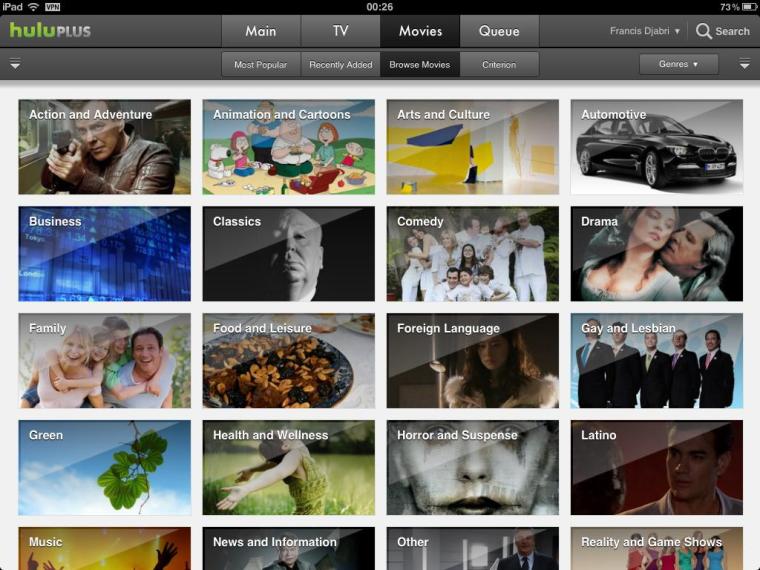 iPad VPN 00:26 73%
huluPLUS Main TV Movies Queue Francis Djabri Search
Most Popular Recently Added Browse Movies Criterion Genres
Action and Adventure Animation and Cartoons Arts and Culture Automotive
Business Classics Comedy Drama
Tokyo
London
Family Food and Leisure Foreign Language Gay and Lesbian
Green Health and Wellness Horror and Suspense Latino
Music News and Information Other Reality and Game Shows